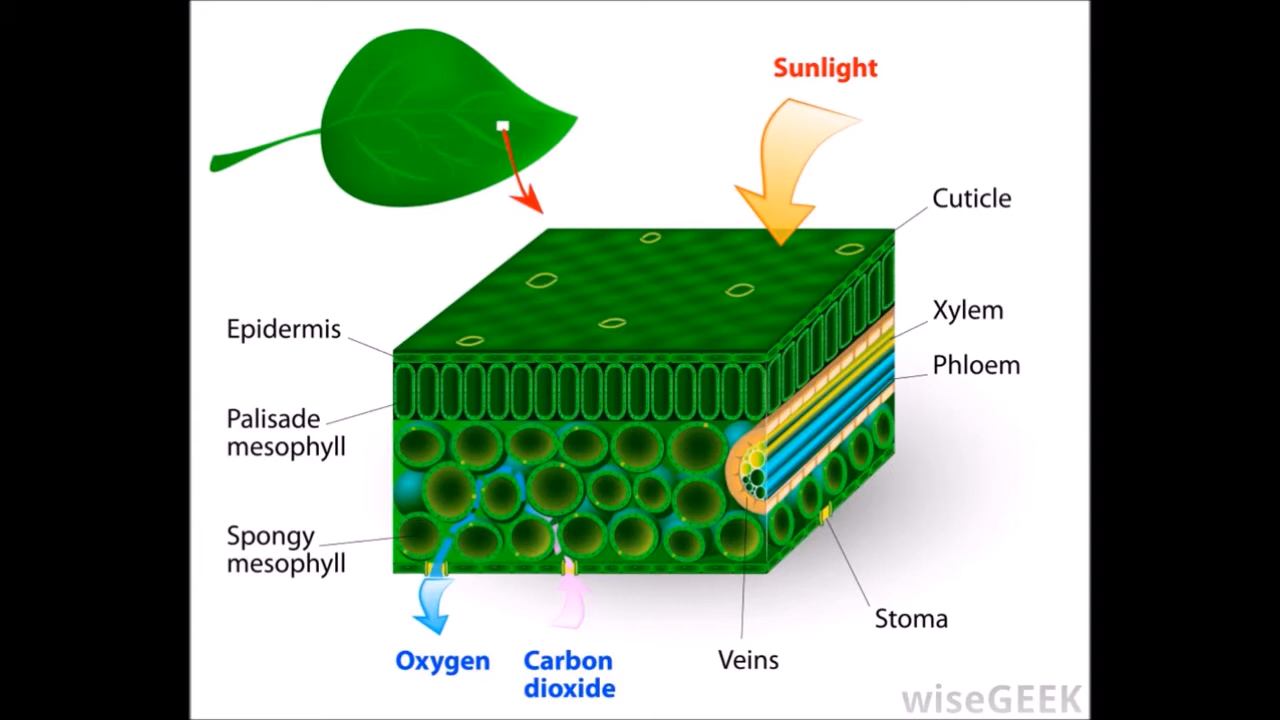 Sunlight
Cuticle
Xylem
Epidermis
Phloem
Palisade
mesophyll
Spongy
mesophyll
Stoma
Oxygen
Carbon
dioxide
Veins
wiseGEEK